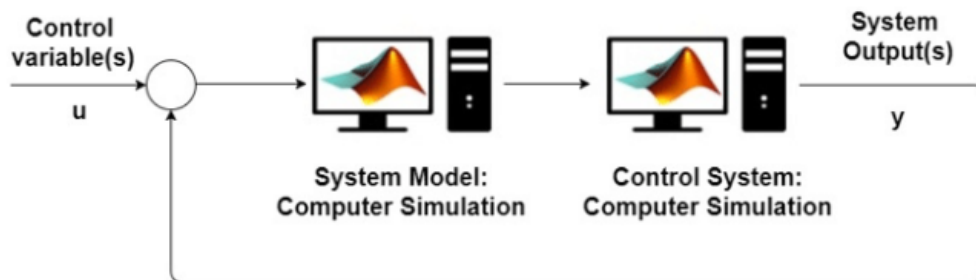 Control
variable(s)
u
System Model:
Computer Simulation
Control System:
Computer Simulation
System
Output(s)
y